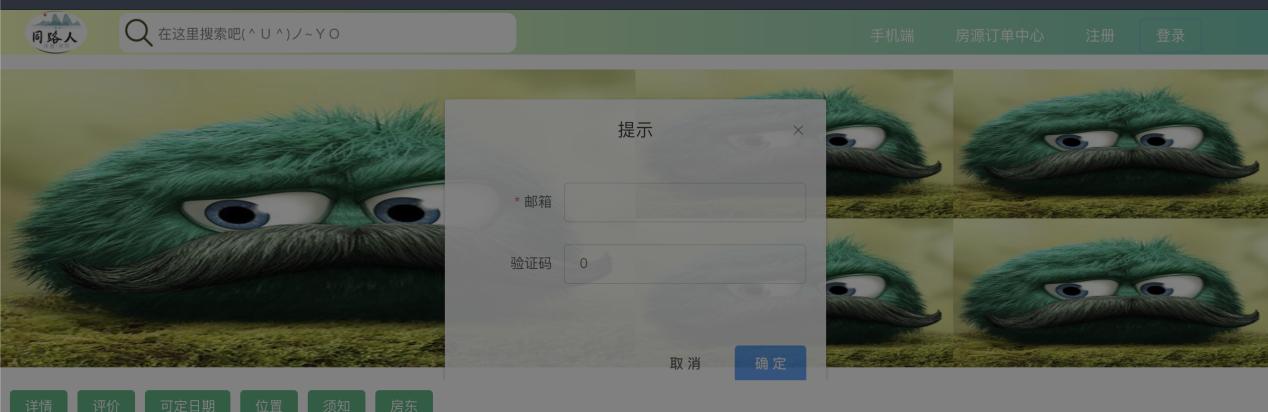 同路人
在这里搜索吧(＾Ｕ＾)ノ~ＹＯ
手机端
房源订单中心
注册
登录
提示
* 邮箱
验证码
0
取 消
确 定
详情
评价
可定日期
位置
须知
房东